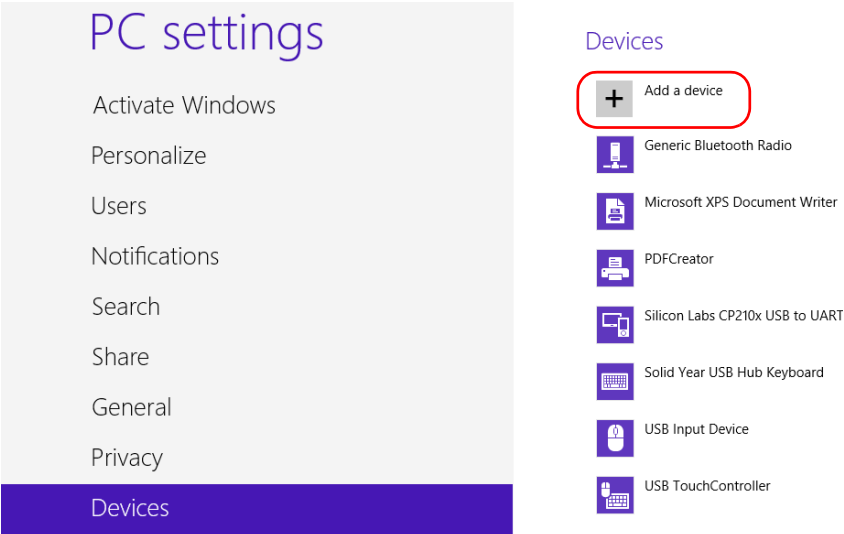 PC settings
Activate Windows
Personalize
Users
Notifications
Search
Share
General
Privacy
Devices
Devices
Add a device
Generic Bluetooth Radio
Microsoft XPS Document Writer
PDFCreator
Silicon Labs CP210x USB to UART
Solid Year USB Hub Keyboard
USB Input Device
USB TouchController